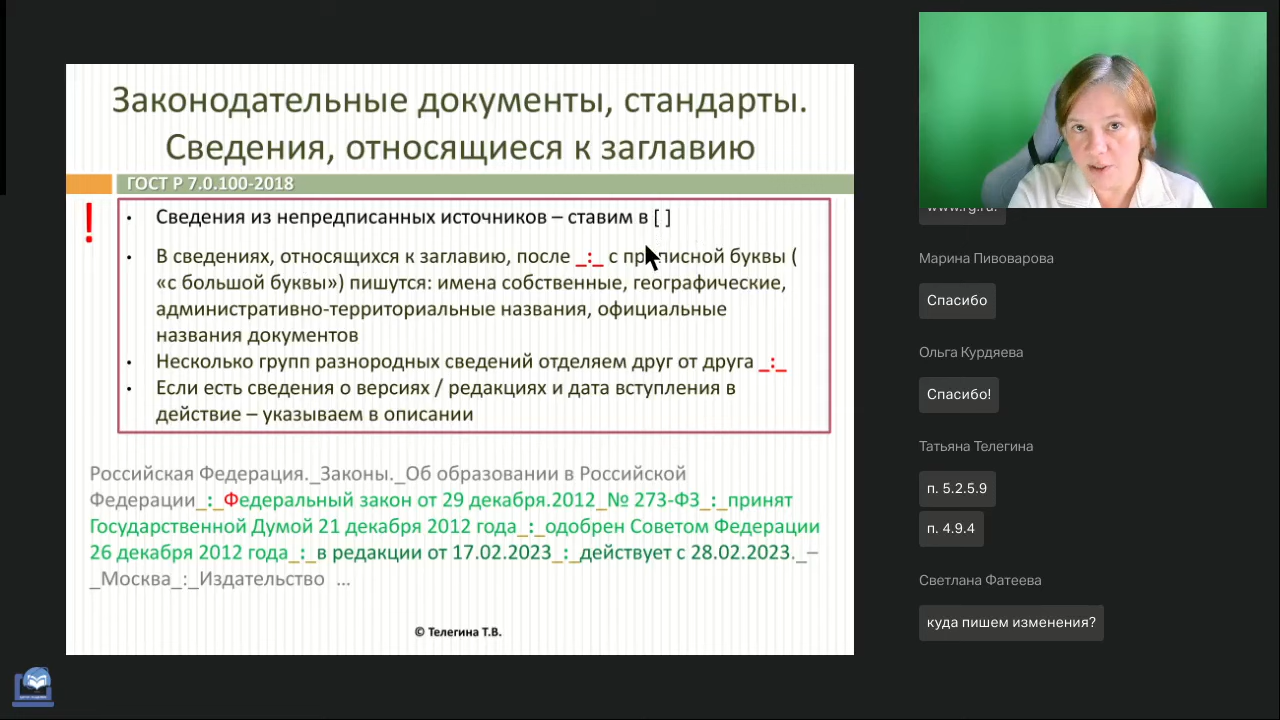 Законодательные документы, стандарты.
Сведения, относящиеся к заглавию
ГОСТ Р 7.0.100-2018
!
• Сведения из непредписанных источников – ставим в [ ]
• В сведениях, относящихся к заглавию, после _:_ с прописной буквы (
«с большой буквы») пишутся: имена собственные, географические,
административно-территориальные названия, официальные
названия документов
• Несколько групп разнородных сведений отделяем друг от друга _:_
• Если есть сведения о версиях / редакциях и дата вступления в
действие – указываем в описании
Российская Федерация._Законы._Об образовании в Российской
Федерации_:_Федеральный закон от 29 декабря.2012_№ 273-ФЗ_:_принят
Государственной Думой 21 декабря 2012 года_:_одобрен Советом Федерации
26 декабря 2012 года_:_в редакции от 17.02.2023_:_действует с 28.02.2023._–
_Москва_:_Издательство ...
© Телегина Т.В.
www.rg.ru.
Марина Пивоварова
Спасибо
Ольга Курдяева
Спасибо!
Татьяна Телегина
п. 5.2.5.9
п. 4.9.4
Светлана Фатеева
куда пишем изменения?